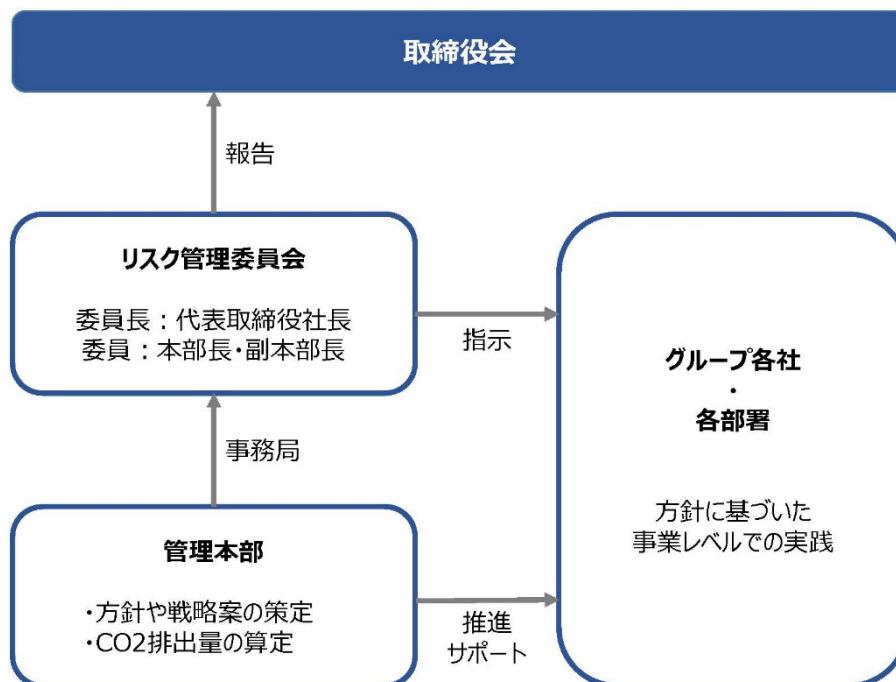 取締役会
報告
リスク管理委員会
委員長：代表取締役社長
委員：本部長・副本部長
指示
事務局
管理本部
・方針や戦略案の策定
・CO2排出量の算定
推進
サポート
グループ各社
・
各部署
方針に基づいた
事業レベルでの実践